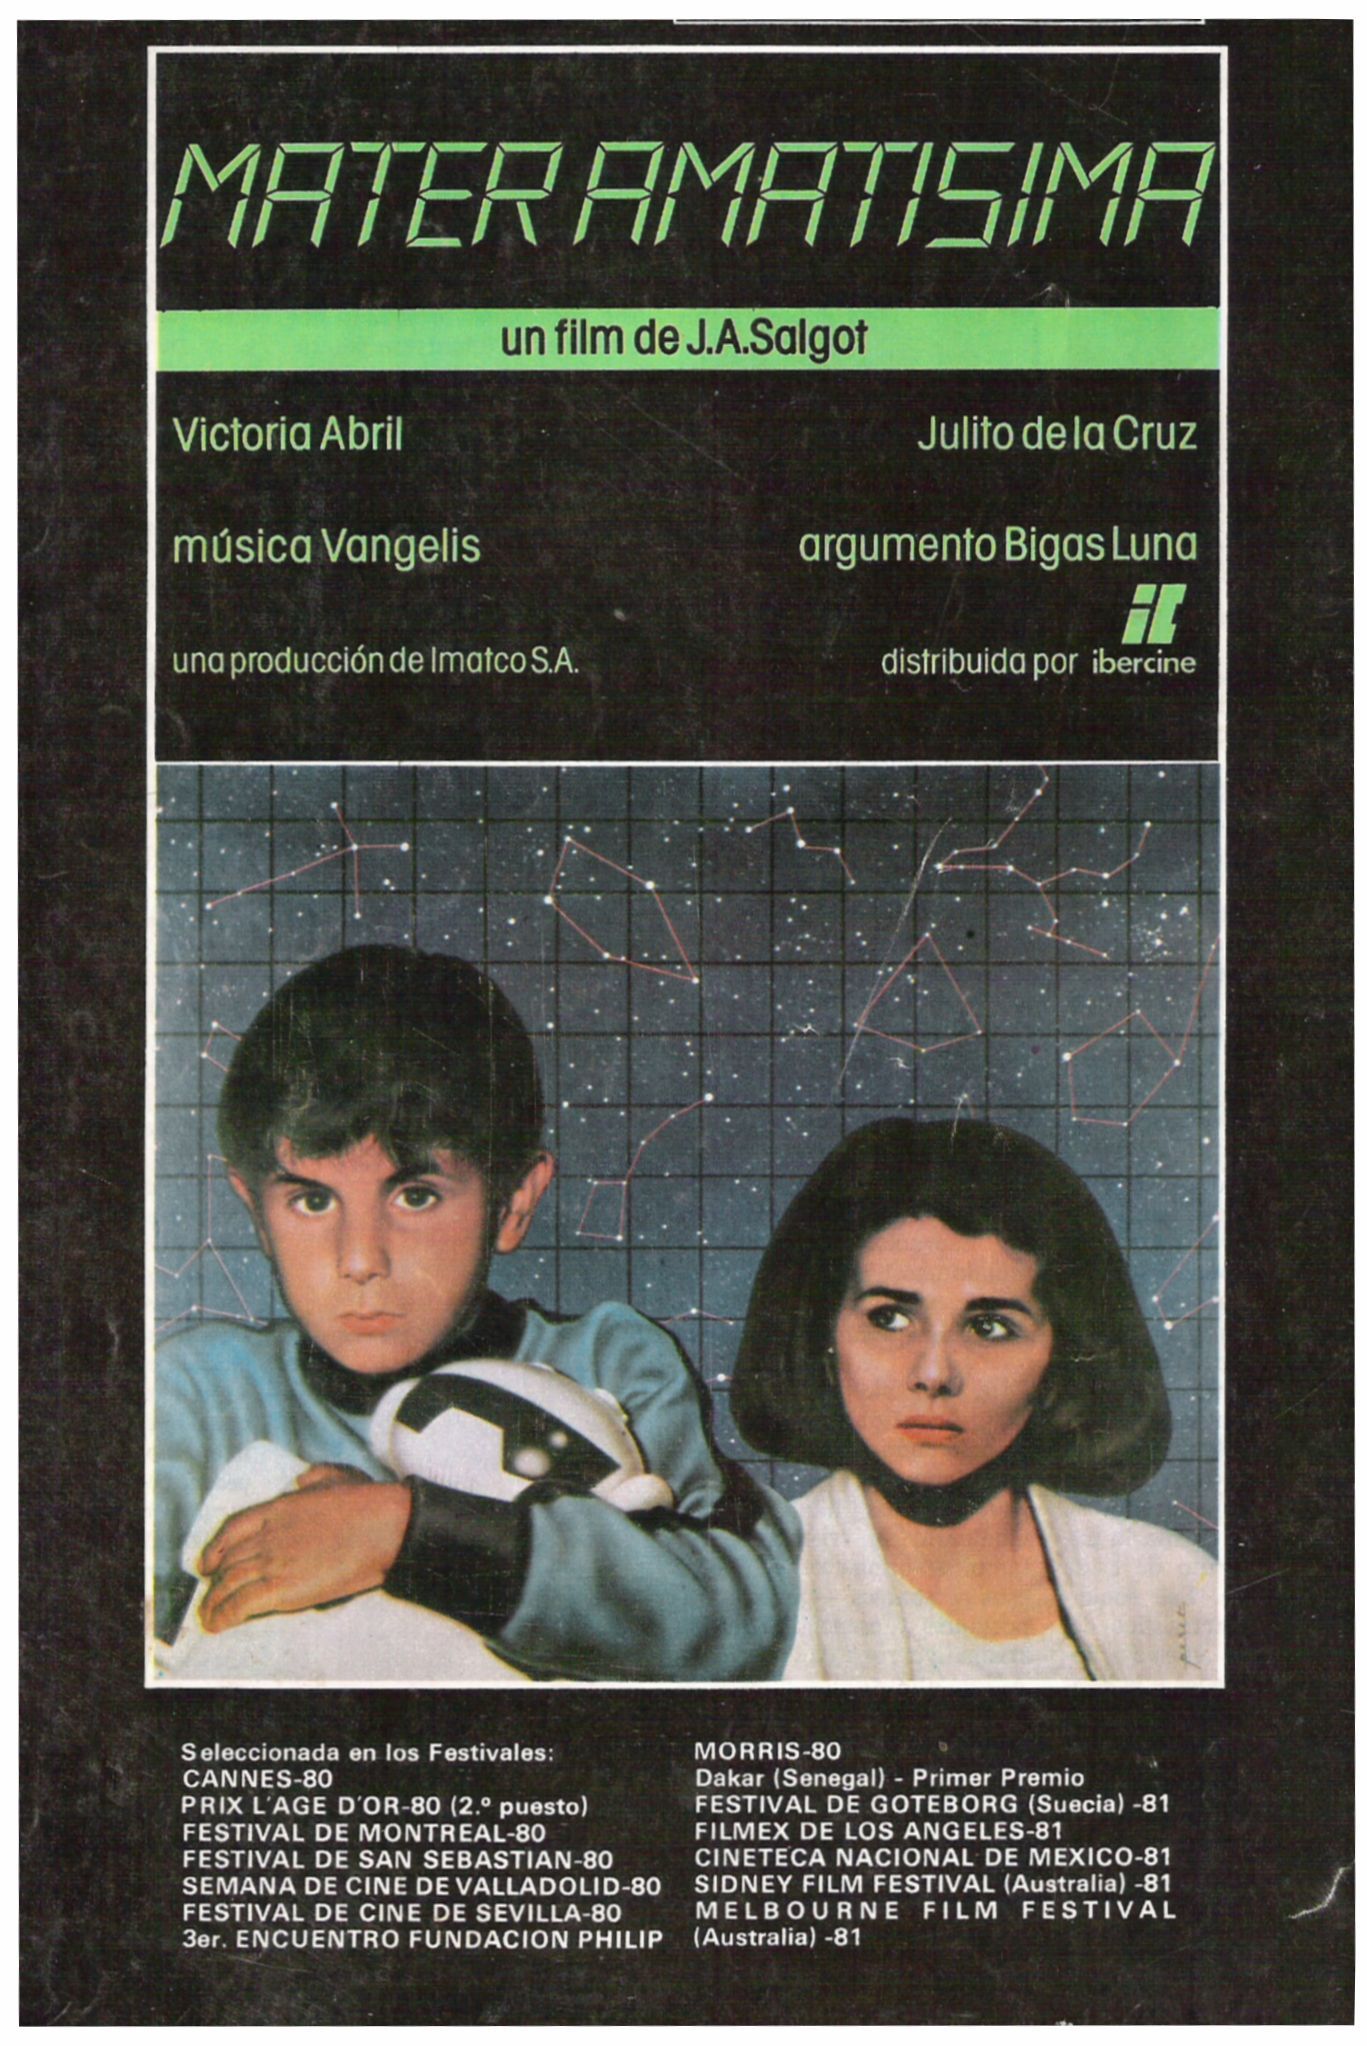 MATER AMATISIMA
un film de J.A.Salgot
Victoria Abril
Julito de la Cruz
música Vangelis
argumento Bigas Luna
una producción de Imatco S.A.
distribuida por ibercine
Seleccionada en los Festivales:
CANNES-80
PRIX L'AGE D'OR-80 (2.º puesto)
FESTIVAL DE MONTREAL-80
FESTIVAL DE SAN SEBASTIAN-80
SEMANA DE CINE DE VALLADOLID-80
FESTIVAL DE CINE DE SEVILLA-80
3er. ENCUENTRO FUNDACION PHILIP
MORRIS-80
Dakar (Senegal) - Primer Premio
FESTIVAL DE GOTEBORG (Suecia) -81
FILMEX DE LOS ANGELES-81
CINETECA NACIONAL DE MEXICO-81
SIDNEY FILM FESTIVAL (Australia) -81
MELBOURNE FILM FESTIVAL
(Australia) -81